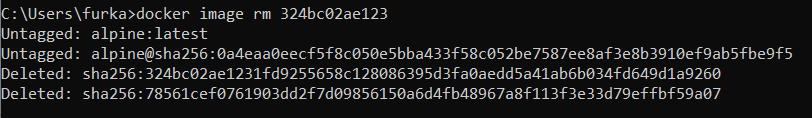 C:\Users\furka>docker image rm 324bc02ae123
Untagged: alpine:latest
Untagged: alpine@sha256:0a4eaa0eecf5f8c050e5bba433f58c052be7587ee8af3e8b3910ef9ab5fbe9f5
Deleted: sha256:324bc02ae1231fd9255658c128086395d3fa0aedd5a41ab6b034fd649d1a9260
Deleted: sha256:78561cef0761903dd2f7d09856150a6d4fb48967a8f113f3e33d79effbf59a07